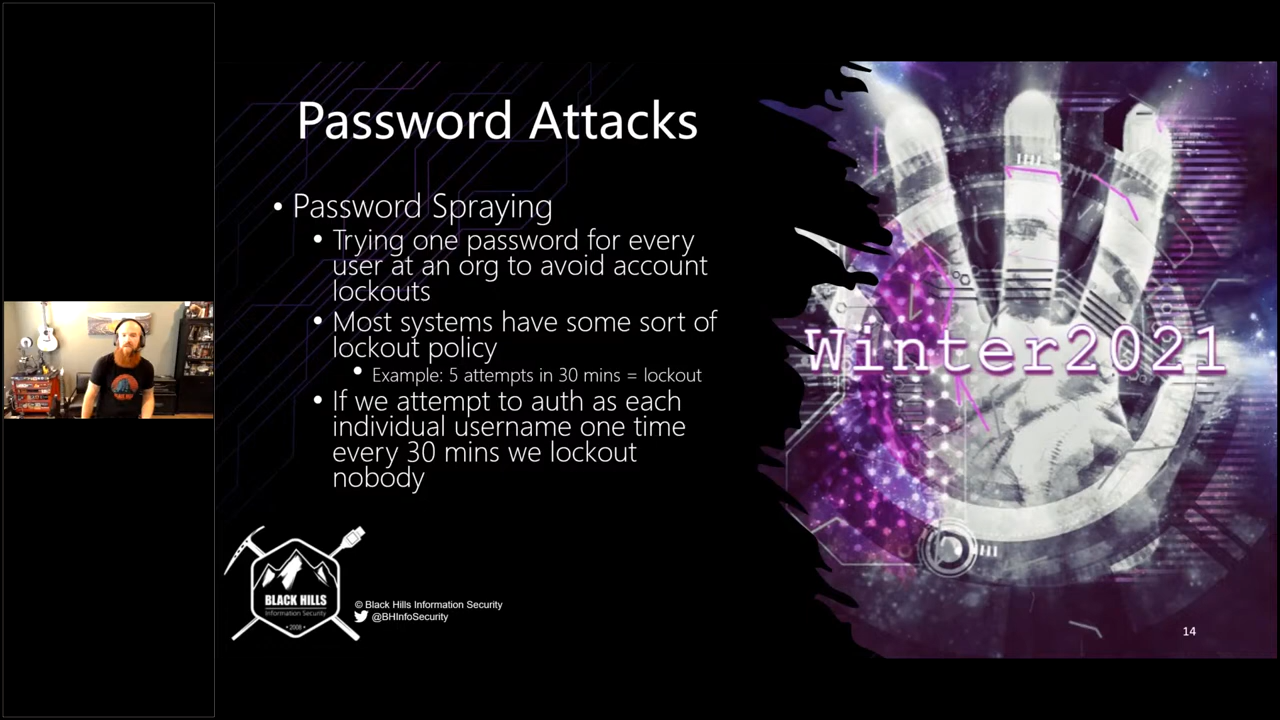 Password Attacks
• Password Spraying
• Trying one password for every
user at an org to avoid account
lockouts
• Most systems have some sort of
lockout policy
• Example: 5 attempts in 30 mins = lockout
• If we attempt to auth as each
individual username one time
every 30 mins we lockout
nobody
Winter2021
BLACK HILLS
Information Security
• 2008 •
© Black Hills Information Security
@BHInfoSecurity
14